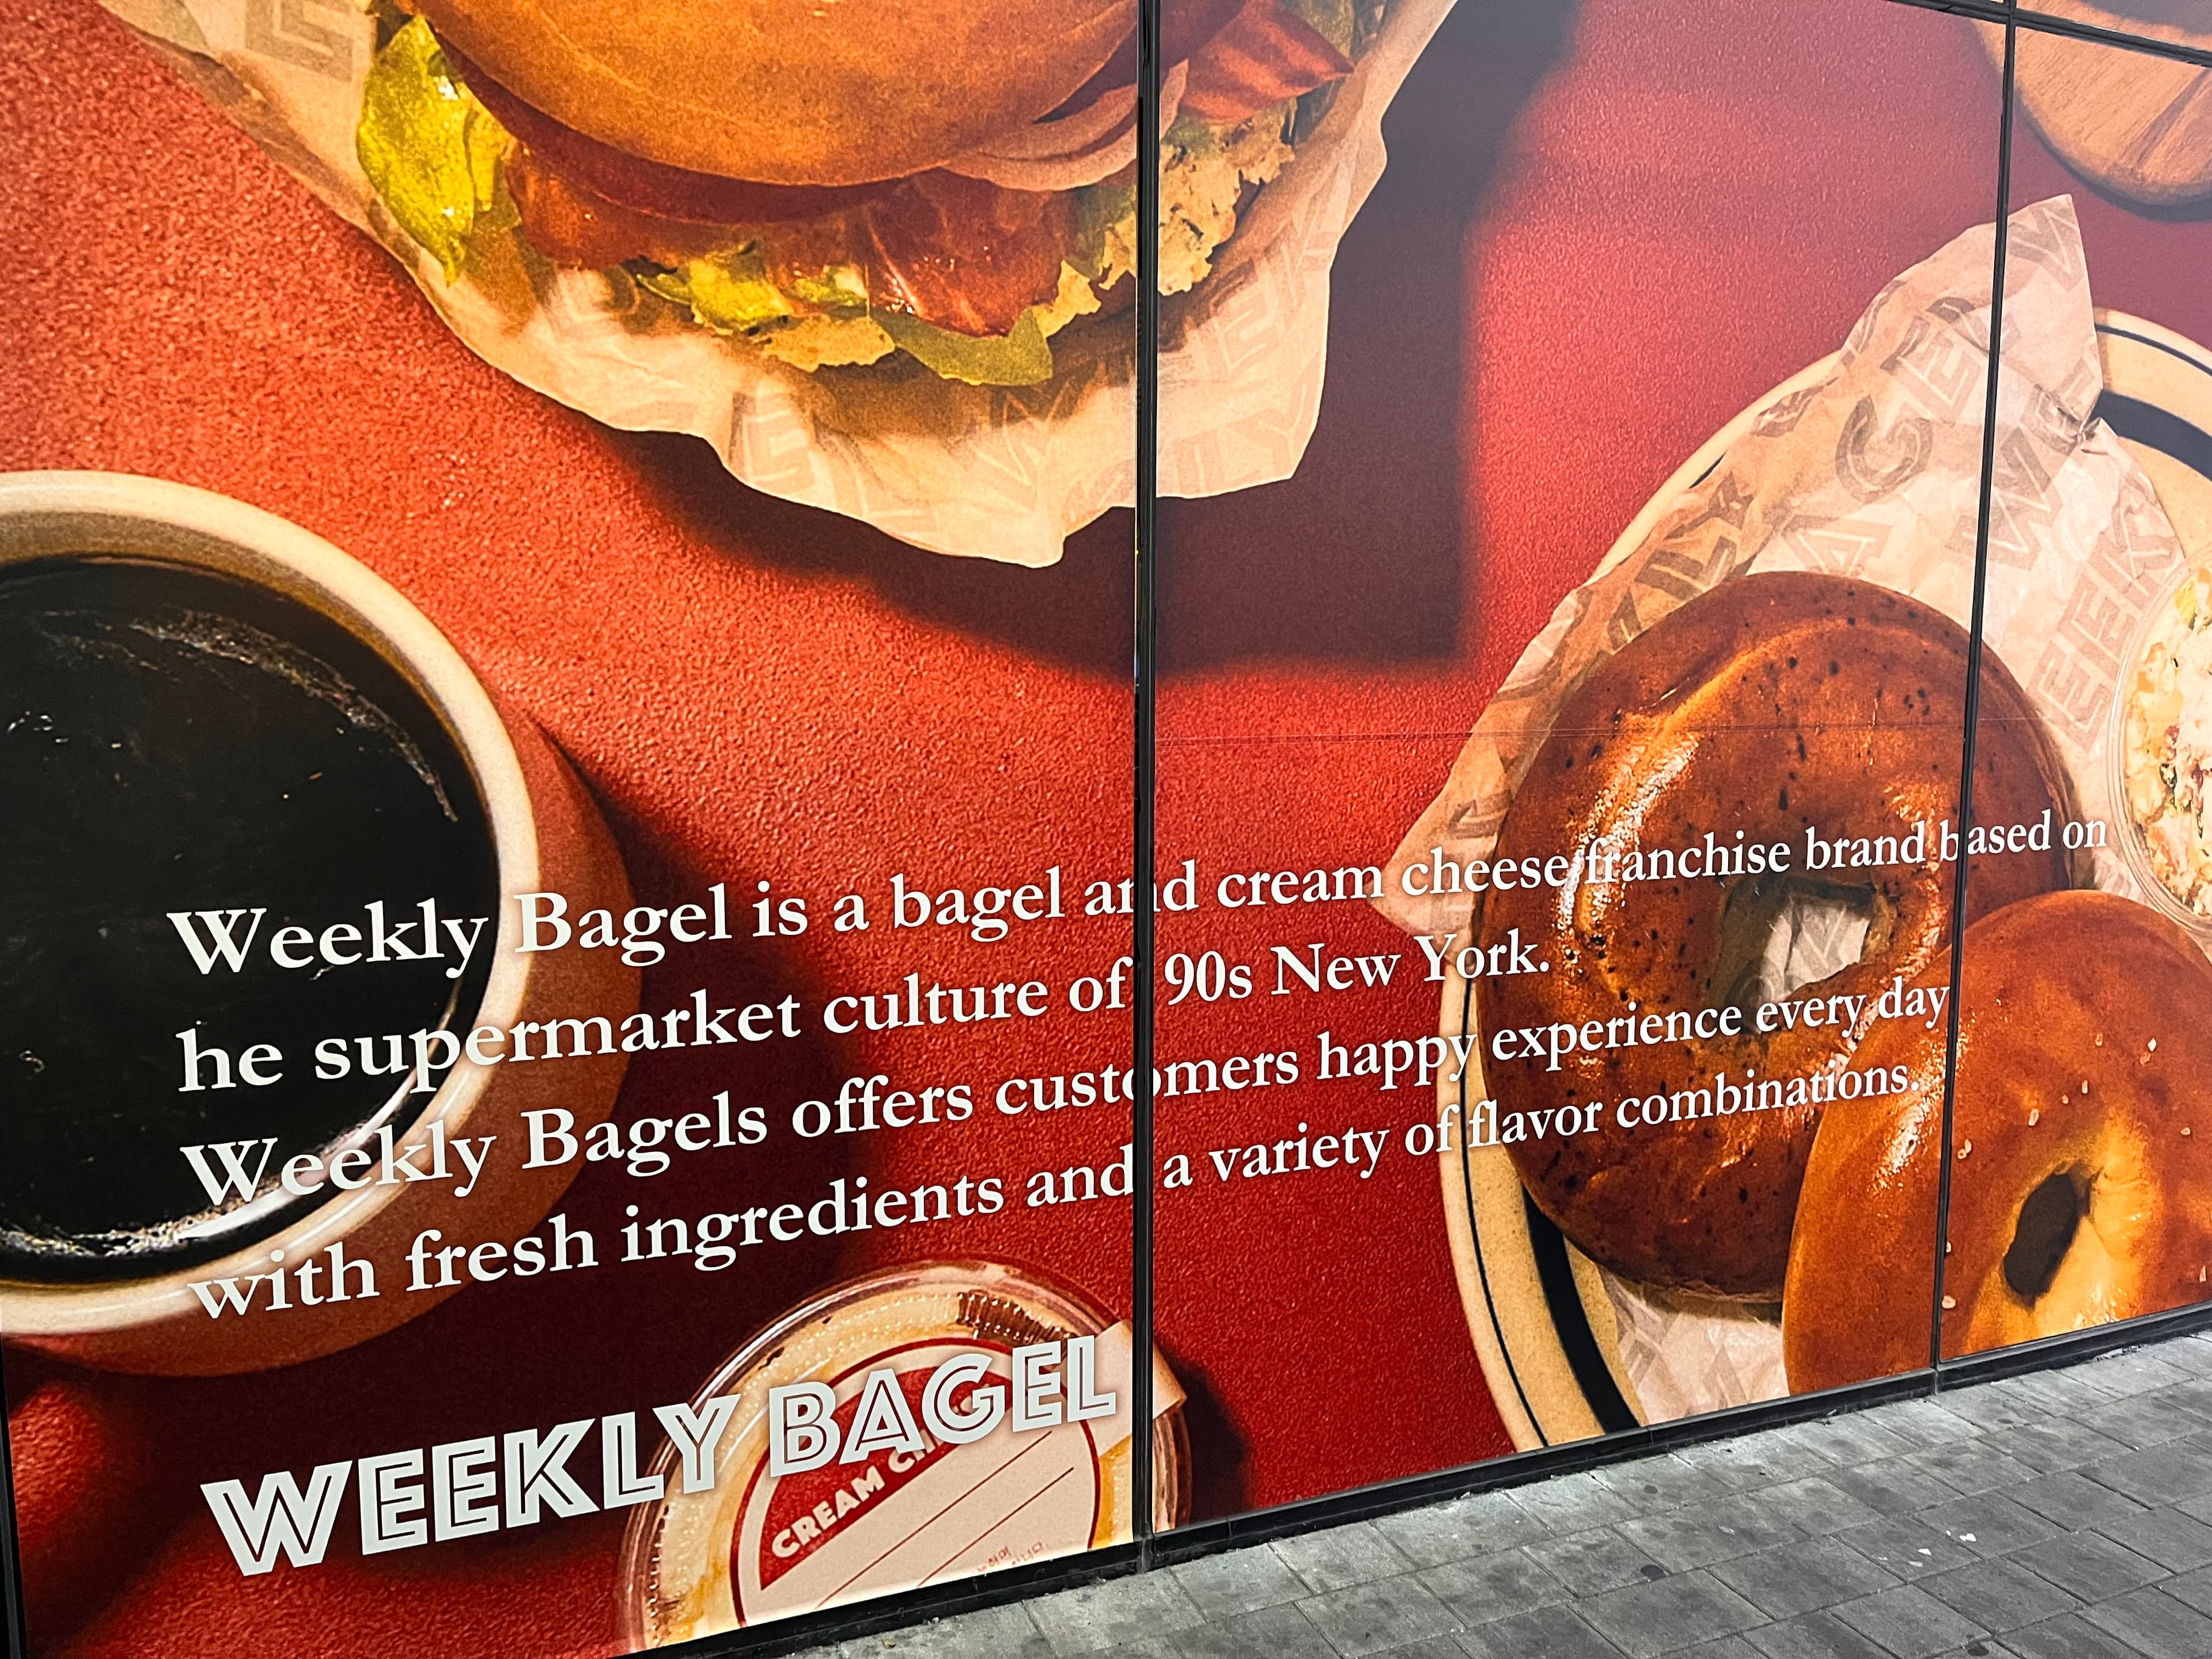 Weekly Bagel is a bagel and cream cheese franchise brand based on
he supermarket culture of 90s New York.
Weekly Bagels offers customers happy experience every day
with fresh ingredients and a variety of flavor combinations.
WEEKLY BAGEL
CREAM